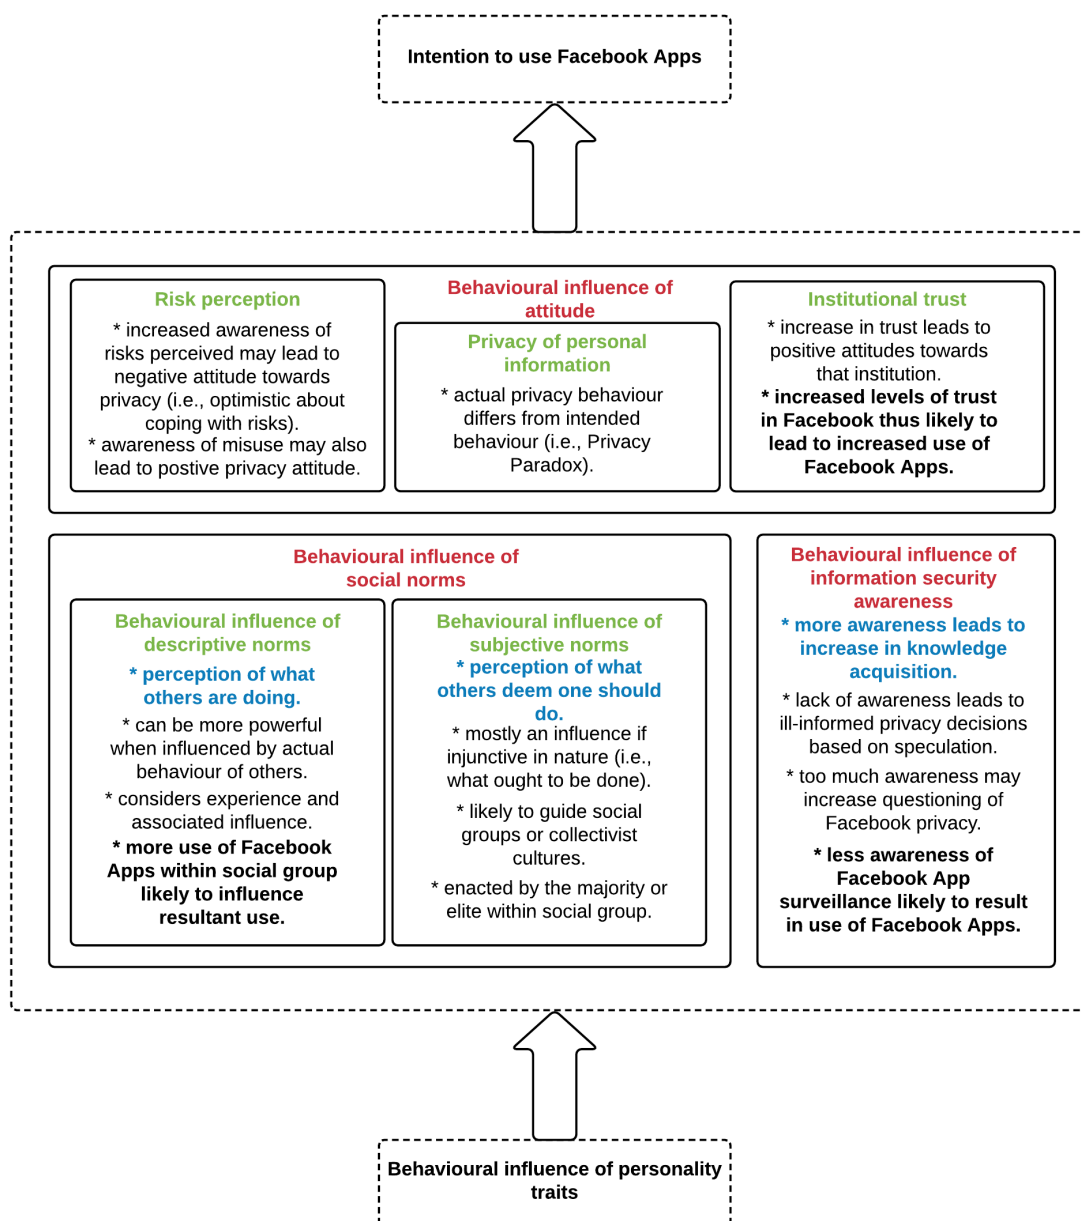 Intention to use Facebook Apps
Behavioural influence of
attitude
Risk perception
* increased awareness of
risks perceived may lead to
negative attitude towards
privacy (i.e., optimistic about
coping with risks).
* awareness of misuse may also
lead to postive privacy attitude.
Privacy of personal
information
* actual privacy behaviour
differs from intended
behaviour (i.e., Privacy
Paradox).
Institutional trust
* increase in trust leads to
positive attitudes towards
that institution.
* increased levels of trust
in Facebook thus likely to
lead to increased use of
Facebook Apps.
Behavioural influence of
social norms
Behavioural influence of
descriptive norms
* perception of what
others are doing.
* can be more powerful
when influenced by actual
behaviour of others.
* considers experience and
associated influence.
* more use of Facebook
Apps within social group
likely to influence
resultant use.
Behavioural influence of
subjective norms
* perception of what
others deem one should
do.
* mostly an influence if
injunctive in nature (i.e.,
what ought to be done).
* likely to guide social
groups or collectivist
cultures.
* enacted by the majority or
elite within social group.
Behavioural influence of
information security
awareness
* more awareness leads to
increase in knowledge
acquisition.
* lack of awareness leads to
ill-informed privacy decisions
based on speculation.
* too much awareness may
increase questioning of
Facebook privacy.
* less awareness of
Facebook App
surveillance likely to result
in use of Facebook Apps.
Behavioural influence of personality
traits